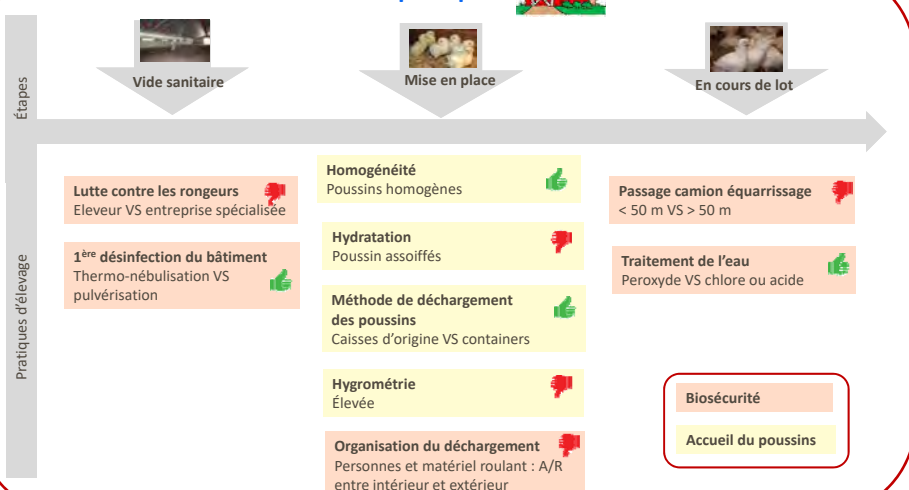 Étapes
Vide sanitaire
Mise en place
En cours de lot
Pratiques d'élevage
Lutte contre les rongeurs
Eleveur VS entreprise spécialisée
1ère désinfection du bâtiment
Thermo-nébulisation VS
pulvérisation
Homogénéité
Poussins homogènes
Hydratation
Poussin assoiffés
Méthode de déchargement
des poussins
Caisses d'origine VS containers
Hygrométrie
Élevée
Organisation du déchargement
Personnes et matériel roulant : A/R
entre intérieur et extérieur
Passage camion équarrissage
< 50 m VS > 50 m
Traitement de l'eau
Peroxyde VS chlore ou acide
Biosécurité
Accueil du poussins